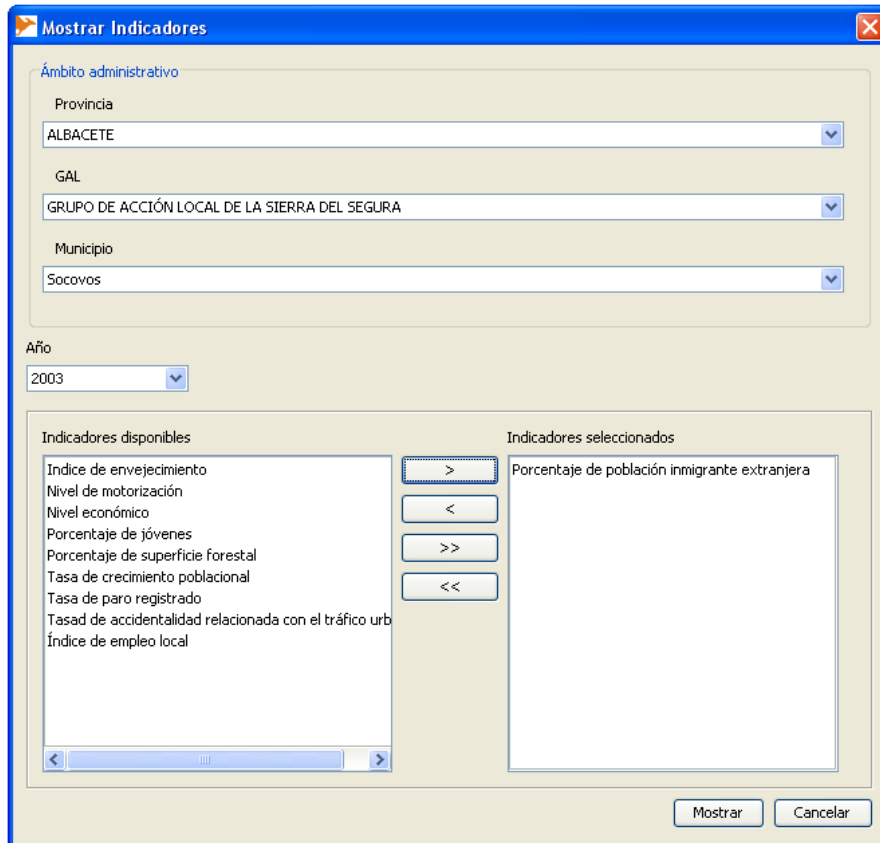 Mostrar Indicadores
Ámbito administrativo
Provincia
ALBACETE
GAL
GRUPO DE ACCIÓN LOCAL DE LA SIERRA DEL SEGURA
Municipio
Socovos
Año
2003
Indicadores disponibles
Indice de envejecimiento
Nivel de motorización
Nivel económico
Porcentaje de jóvenes
Porcentaje de superficie forestal
Tasa de crecimiento poblacional
Tasa de paro registrado
Tasad de accidentalidad relacionada con el tráfico urb
Índice de empleo local
>
<
>>
<<
Indicadores seleccionados
Porcentaje de población inmigrante extranjera
Mostrar
Cancelar